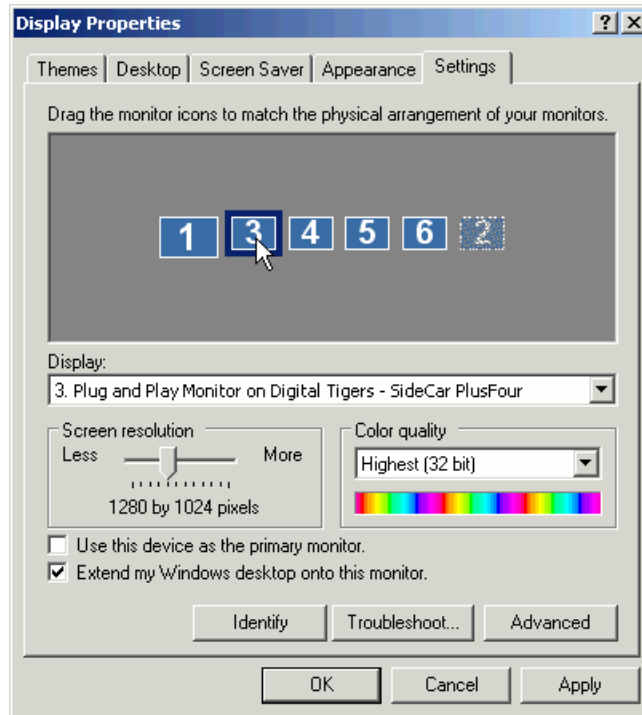 Display Properties
Themes Desktop Screen Saver Appearance Settings
Drag the monitor icons to match the physical arrangement of your monitors.
1 3 4 5 6 2
Display:
3. Plug and Play Monitor on Digital Tigers - SideCar PlusFour
Screen resolution Color quality
Less More Highest (32 bit)
1280 by 1024 pixels
Use this device as the primary monitor.
Extend my Windows desktop onto this monitor.
Identify Troubleshoot... Advanced
OK Cancel Apply